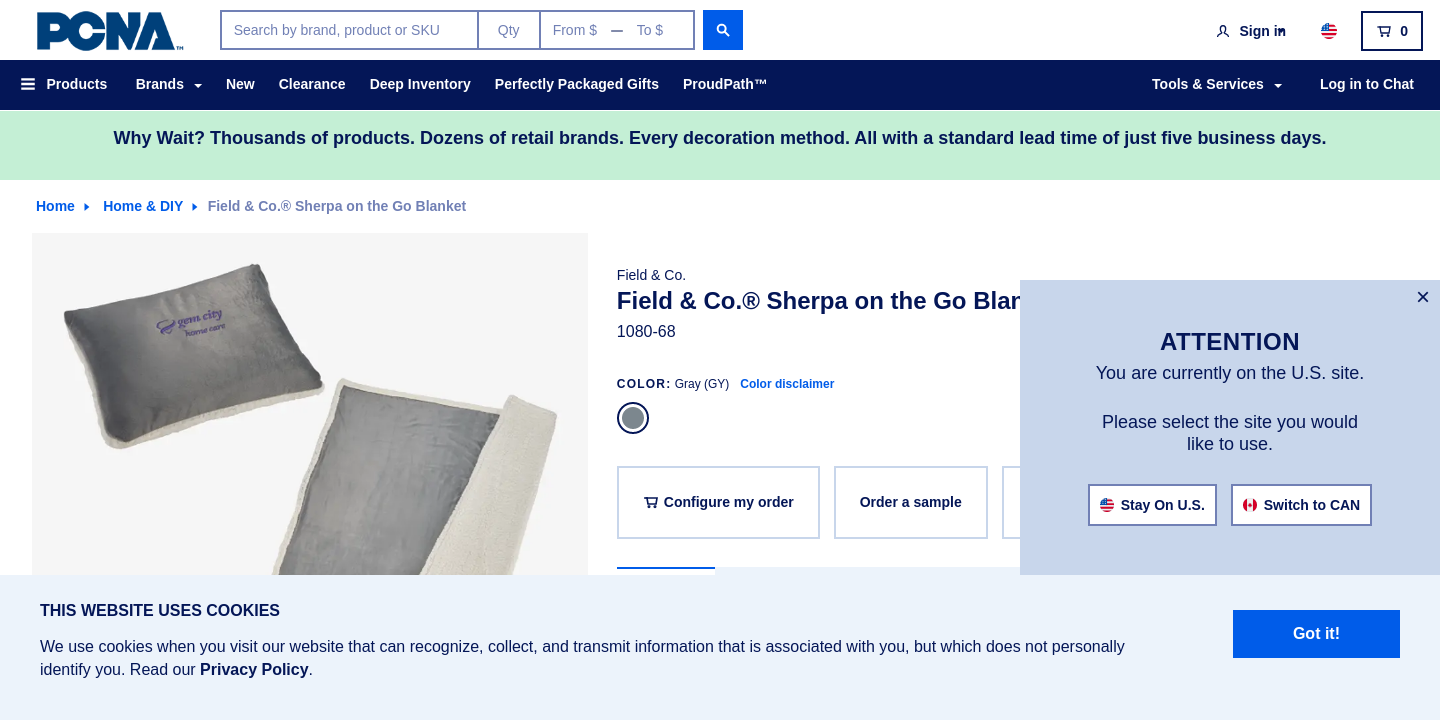 PCNA™
Search by brand, product or SKU
Qty
From $ — To $
Sign in
0
Products
Brands
New
Clearance
Deep Inventory
Perfectly Packaged Gifts
ProudPath™
Tools & Services
Log in to Chat
Why Wait? Thousands of products. Dozens of retail brands. Every decoration method. All with a standard lead time of just five business days.
Home
Home & DIY
Field & Co.® Sherpa on the Go Blanket
gem city
home care
Field & Co.
Field & Co.® Sherpa on the Go Blan
1080-68
COLOR: Gray (GY) Color disclaimer
Configure my order
Order a sample
×
ATTENTION
You are currently on the U.S. site.
Please select the site you would
like to use.
Stay On U.S.
Switch to CAN
THIS WEBSITE USES COOKIES
We use cookies when you visit our website that can recognize, collect, and transmit information that is associated with you, but which does not personally
identify you. Read our Privacy Policy.
Got it!